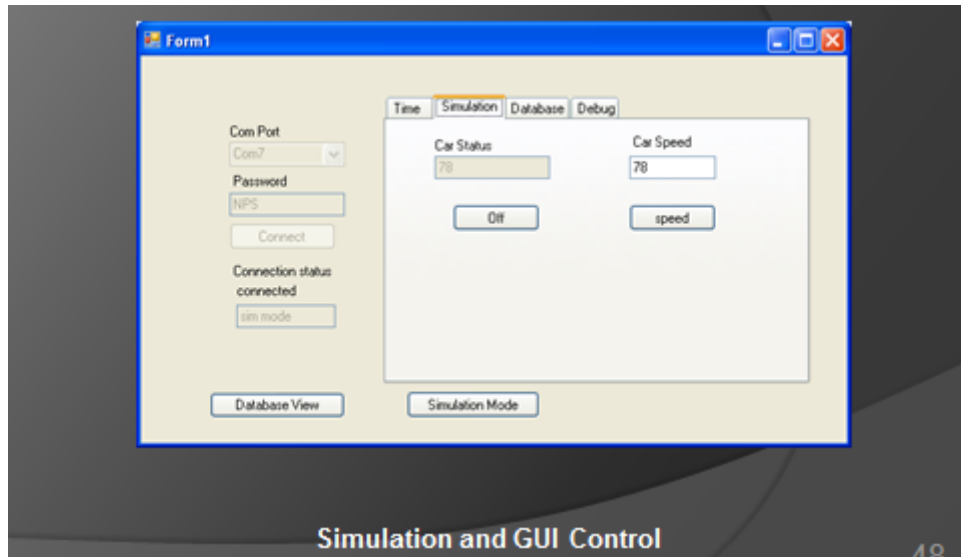 Form1
Time Simulation Database Debug
Com Port
Com7
Password
NPS
Connect
Connection status
connected
sim mode
Car Status
78
Off
Car Speed
78
speed
Database View
Simulation Mode
Simulation and GUI Control
48